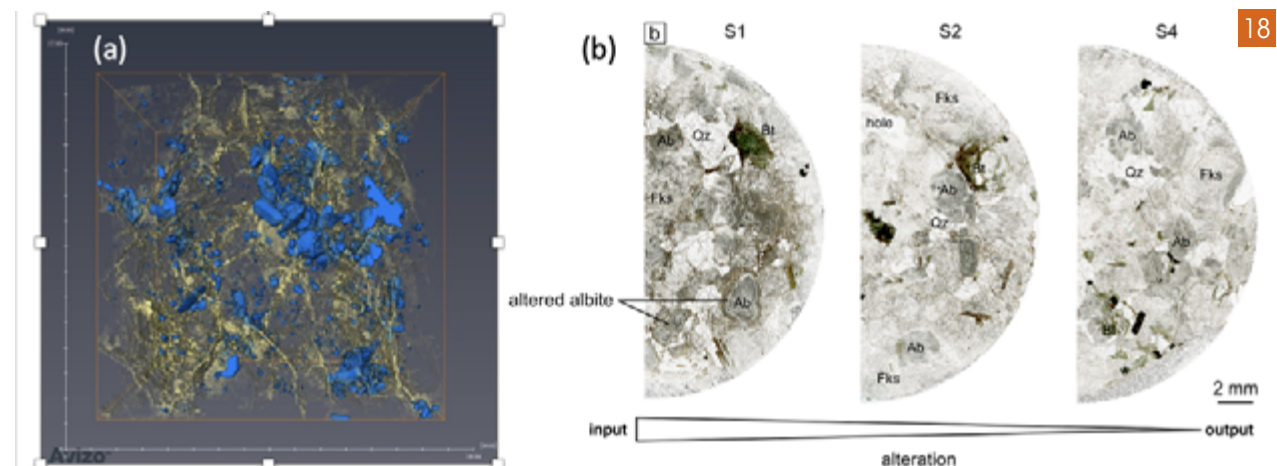 (a)
Avizo
(b)
b
S1
S2
S4
18
Ab
Qz
Bt
Fks
altered albite
Ab
hole
Fks
Bt
Ab
Qz
Ab
Fks
Ab
Qz
Fks
Ab
Bt
2 mm
input
output
alteration